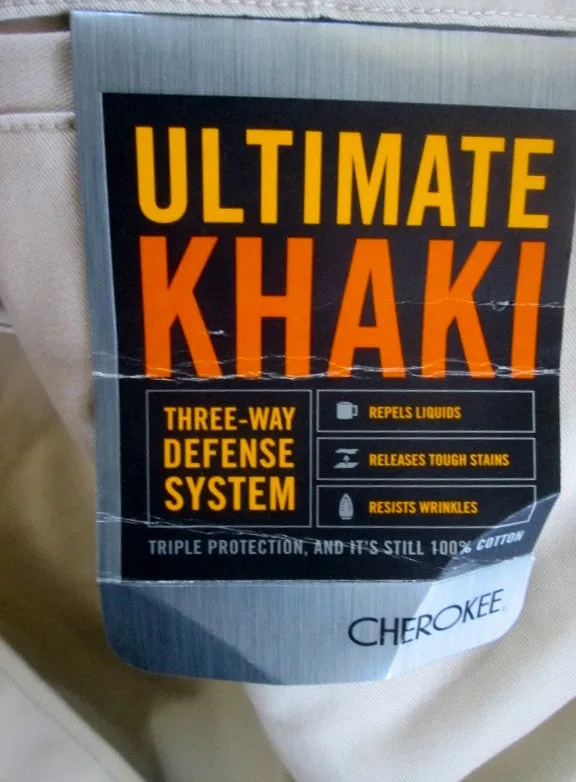 ULTIMATE
KHAKI
THREE-WAY
DEFENSE
SYSTEM
REPELS LIQUIDS
RELEASES TOUGH STAINS
RESISTS WRINKLES
TRIPLE PROTECTION, AND IT'S STILL 100% COTTON
CHEROKEE